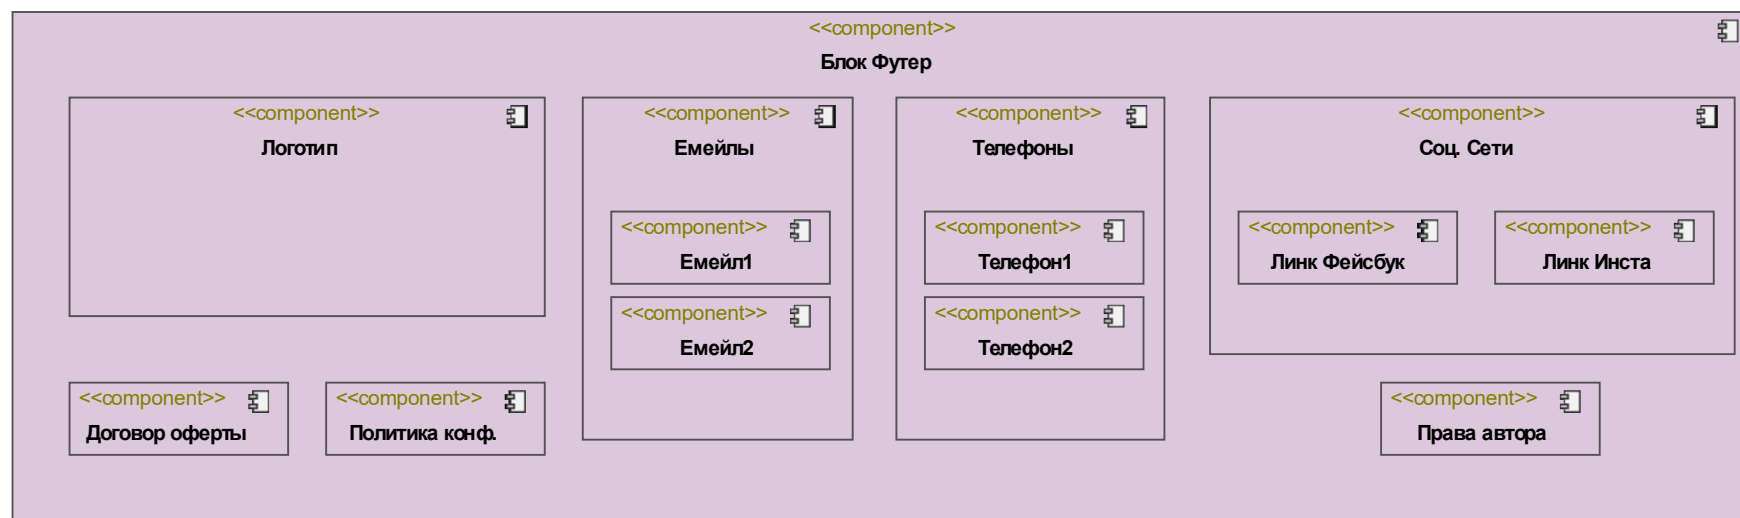 <<component>>
Блок Футер
<<component>>
Логотип
<<component>>
Емейлы
<<component>>
Емейл1
<<component>>
Емейл2
<<component>>
Телефоны
<<component>>
Телефон1
<<component>>
Телефон2
<<component>>
Соц. Сети
<<component>>
Линк Фейсбук
<<component>>
Линк Инста
<<component>>
Договор оферты
<<component>>
Политика конф.
<<component>>
Права автора